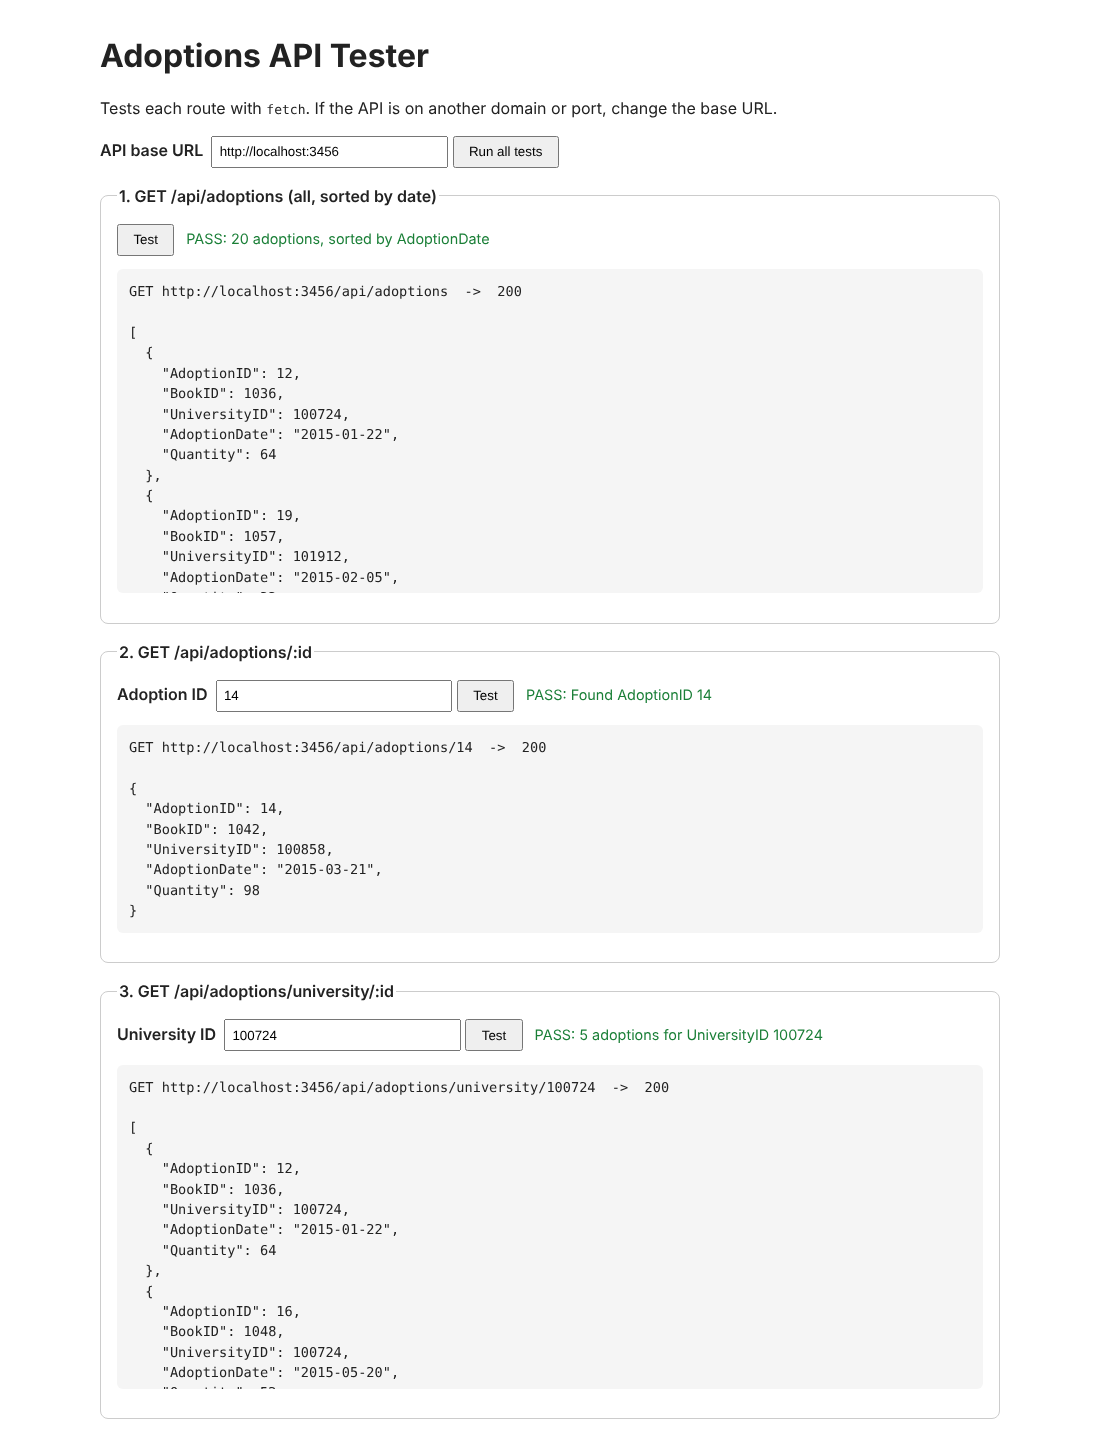 Adoptions API Tester
Tests each route with fetch. If the API is on another domain or port, change the base URL.
API base URL http://localhost:3456 Run all tests
1. GET /api/adoptions (all, sorted by date)
Test PASS: 20 adoptions, sorted by AdoptionDate
GET http://localhost:3456/api/adoptions  ->  200
[
  {
    "AdoptionID": 12,
    "BookID": 1036,
    "UniversityID": 100724,
    "AdoptionDate": "2015-01-22",
    "Quantity": 64
  },
  {
    "AdoptionID": 19,
    "BookID": 1057,
    "UniversityID": 101912,
    "AdoptionDate": "2015-02-05",
2. GET /api/adoptions/:id
Adoption ID 14 Test PASS: Found AdoptionID 14
GET http://localhost:3456/api/adoptions/14  ->  200
{
  "AdoptionID": 14,
  "BookID": 1042,
  "UniversityID": 100858,
  "AdoptionDate": "2015-03-21",
  "Quantity": 98
}
3. GET /api/adoptions/university/:id
University ID 100724 Test PASS: 5 adoptions for UniversityID 100724
GET http://localhost:3456/api/adoptions/university/100724  ->  200
[
  {
    "AdoptionID": 12,
    "BookID": 1036,
    "UniversityID": 100724,
    "AdoptionDate": "2015-01-22",
    "Quantity": 64
  },
  {
    "AdoptionID": 16,
    "BookID": 1048,
    "UniversityID": 100724,
    "AdoptionDate": "2015-05-20",